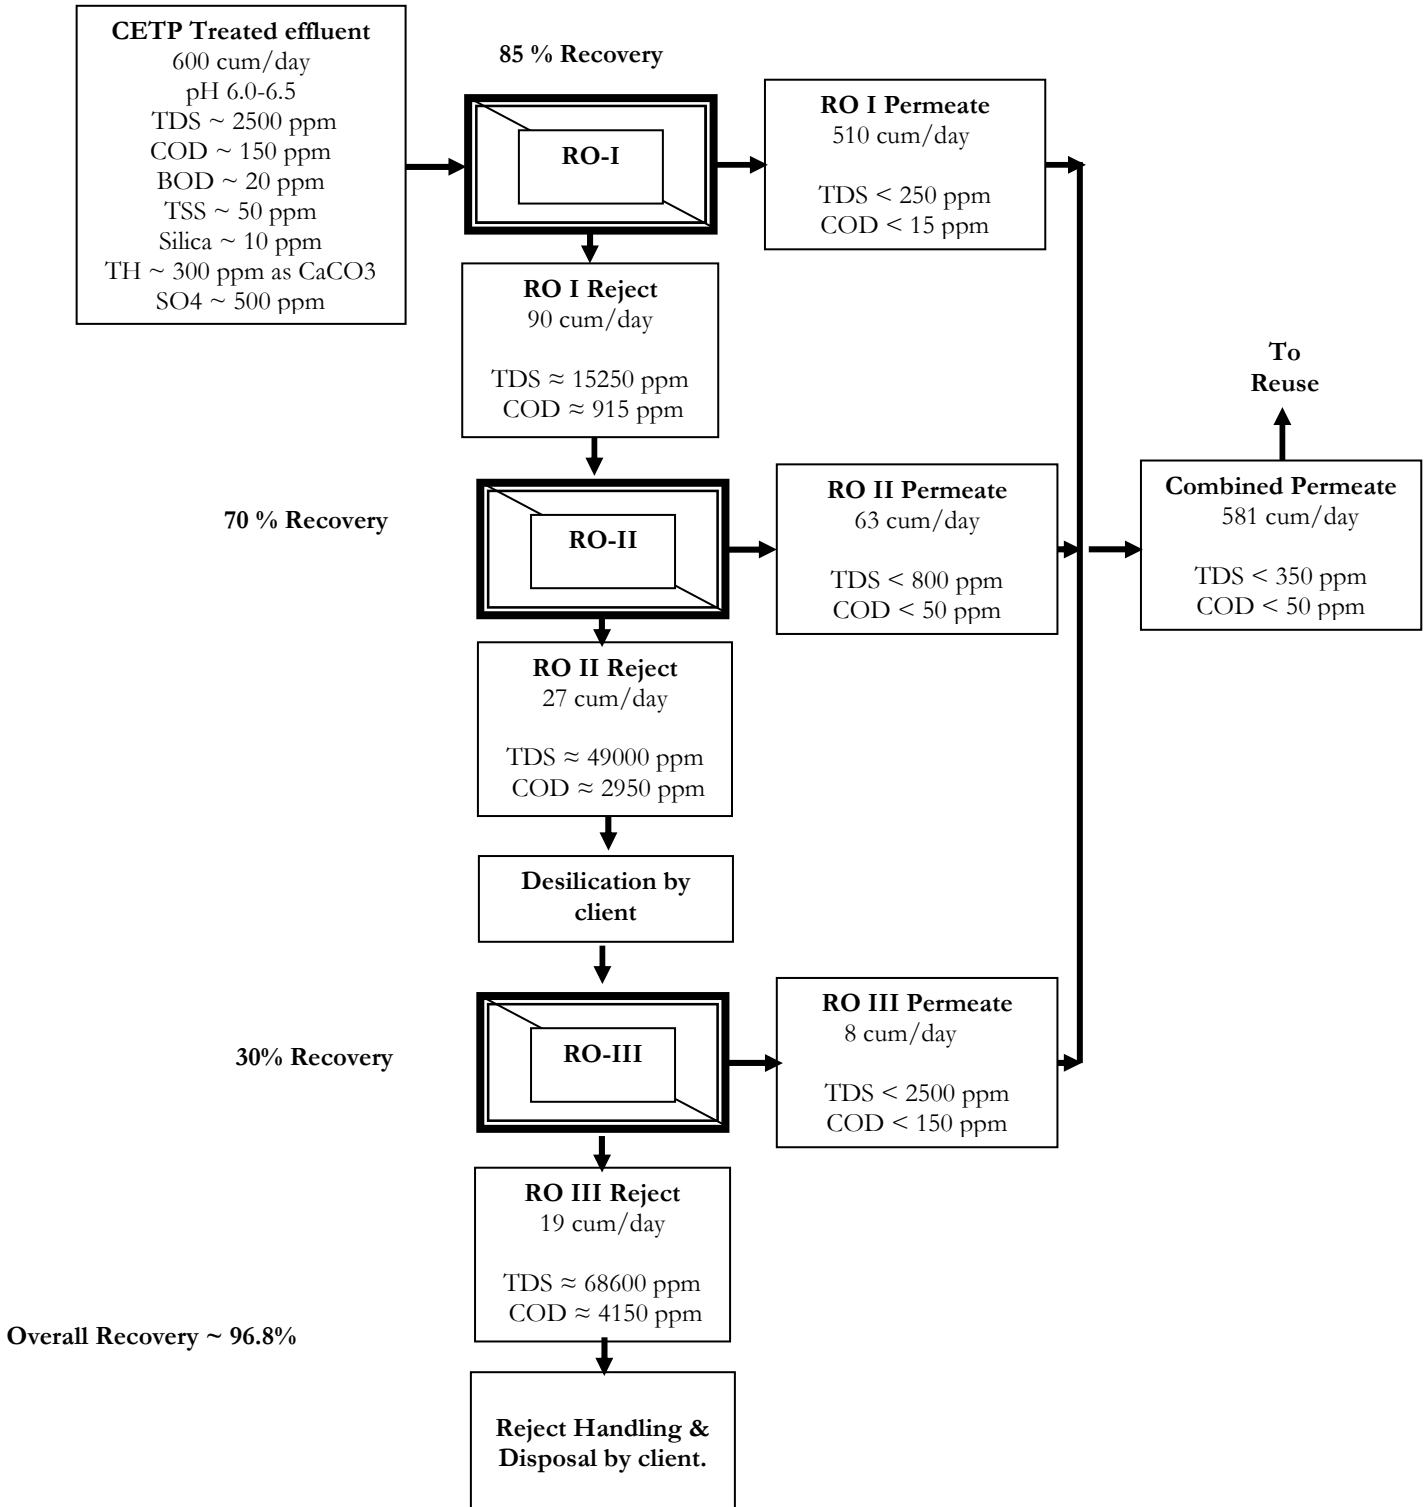 CETP Treated effluent
600 cum/day
pH 6.0-6.5
TDS ~ 2500 ppm
COD ~ 150 ppm
BOD ~ 20 ppm
TSS ~ 50 ppm
Silica ~ 10 ppm
TH ~ 300 ppm as CaCO3
SO4 ~ 500 ppm
85 % Recovery
RO-I
RO I Permeate
510 cum/day
TDS < 250 ppm
COD < 15 ppm
RO I Reject
90 cum/day
TDS ≈ 15250 ppm
COD ≈ 915 ppm
To
Reuse
70 % Recovery
RO-II
RO II Permeate
63 cum/day
TDS < 800 ppm
COD < 50 ppm
Combined Permeate
581 cum/day
TDS < 350 ppm
COD < 50 ppm
RO II Reject
27 cum/day
TDS ≈ 49000 ppm
COD ≈ 2950 ppm
Desilication by
client
30% Recovery
RO-III
RO III Permeate
8 cum/day
TDS < 2500 ppm
COD < 150 ppm
RO III Reject
19 cum/day
TDS ≈ 68600 ppm
COD ≈ 4150 ppm
Overall Recovery ~ 96.8%
Reject Handling &
Disposal by client.